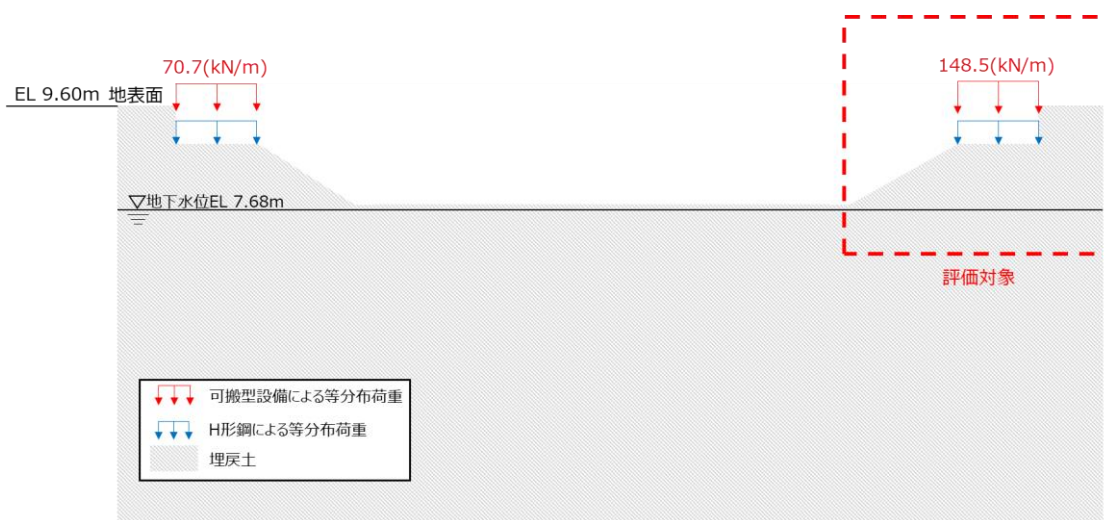 70.7(kN/m)
148.5(kN/m)
EL 9.60m 地表面
▽地下水位EL 7.68m
評価対象
可搬型設備による等分布荷重
H形鋼による等分布荷重
埋戻土